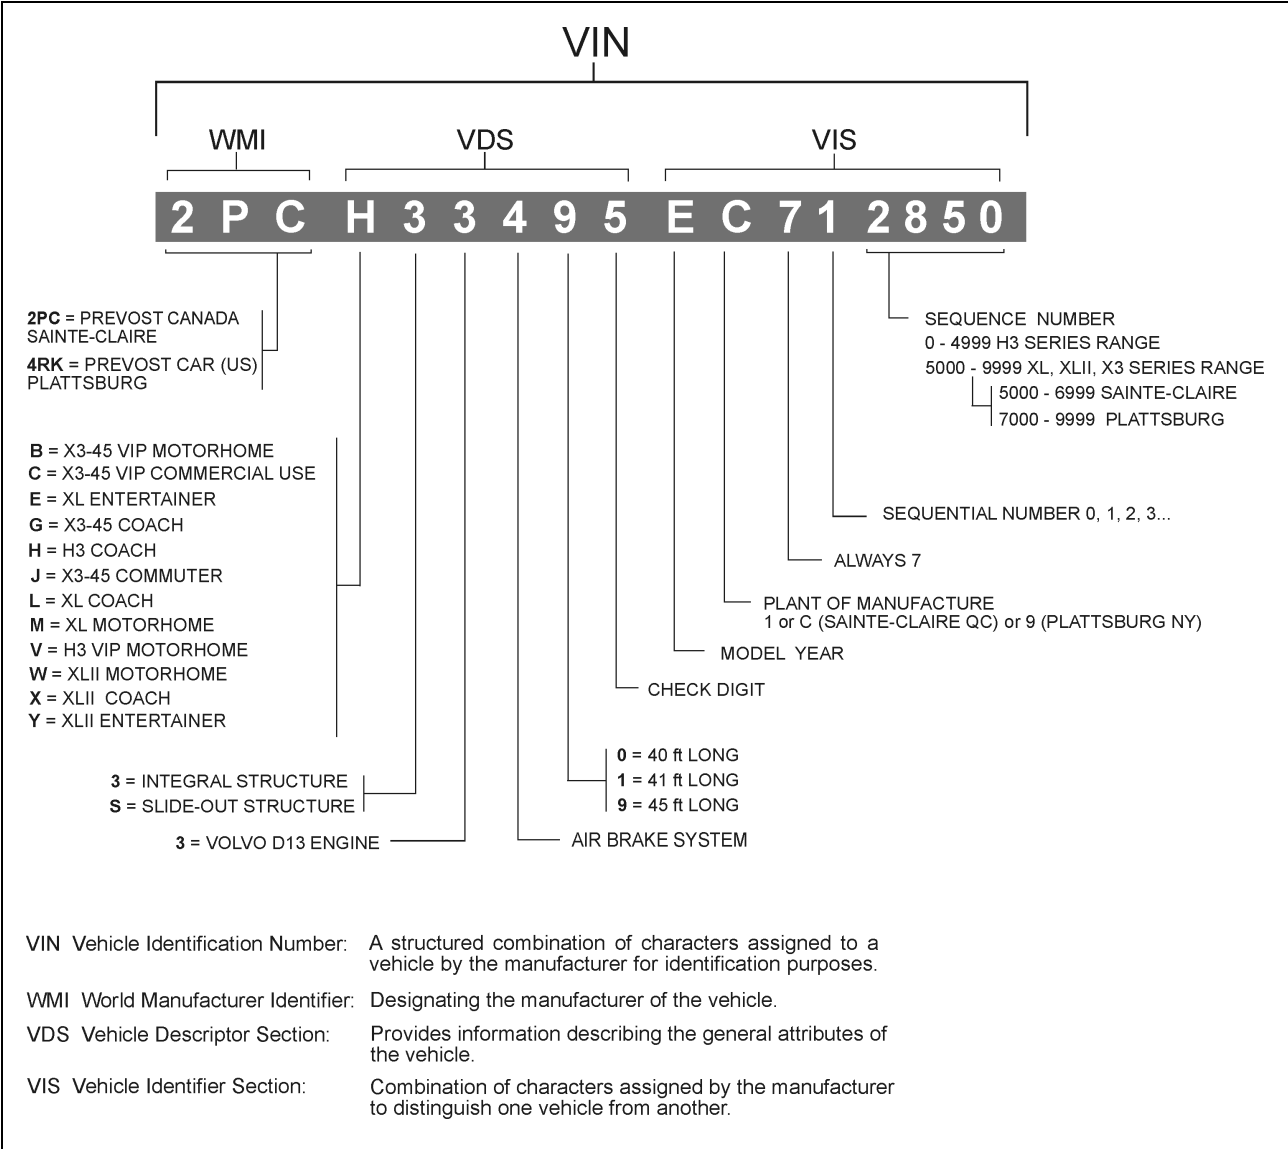 VIN
WMI VDS VIS
2 P C H 3 3 4 9 5 E C 7 1 2 8 5 0
2PC = PREVOST CANADA
SAINTE-CLAIRE
4RK = PREVOST CAR (US)
PLATTSBURG
SEQUENCE NUMBER
0 - 4999 H3 SERIES RANGE
5000 - 9999 XL, XLII, X3 SERIES RANGE
5000 - 6999 SAINTE-CLAIRE
7000 - 9999 PLATTSBURG
B = X3-45 VIP MOTORHOME
C = X3-45 VIP COMMERCIAL USE
E = XL ENTERTAINER
G = X3-45 COACH
H = H3 COACH
J = X3-45 COMMUTER
L = XL COACH
M = XL MOTORHOME
V = H3 VIP MOTORHOME
W = XLII MOTORHOME
X = XLII COACH
Y = XLII ENTERTAINER
SEQUENTIAL NUMBER 0, 1, 2, 3...
ALWAYS 7
PLANT OF MANUFACTURE
1 or C (SAINTE-CLAIRE QC) or 9 (PLATTSBURG NY)
MODEL YEAR
CHECK DIGIT
0 = 40 ft LONG
1 = 41 ft LONG
9 = 45 ft LONG
3 = INTEGRAL STRUCTURE
S = SLIDE-OUT STRUCTURE
3 = VOLVO D13 ENGINE
AIR BRAKE SYSTEM
VIN Vehicle Identification Number: A structured combination of characters assigned to a
vehicle by the manufacturer for identification purposes.
WMI World Manufacturer Identifier: Designating the manufacturer of the vehicle.
VDS Vehicle Descriptor Section: Provides information describing the general attributes of
the vehicle.
VIS Vehicle Identifier Section: Combination of characters assigned by the manufacturer
to distinguish one vehicle from another.